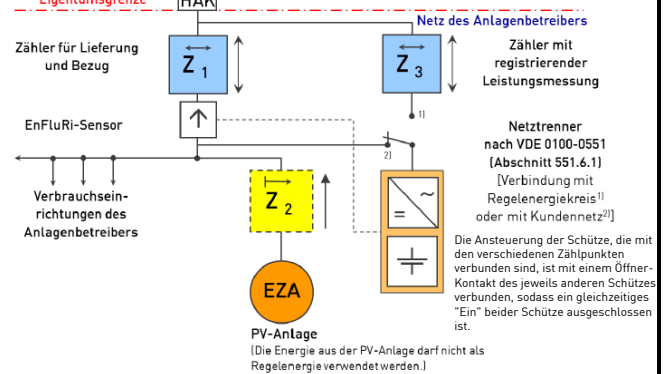 Eigentumsgrenze
HAK
Netz des Anlagenbetreibers
Zähler für Lieferung
und Bezug
Z 1
Z 3
Zähler mit
registrierender
Leistungsmessung
1)
EnFluRi-Sensor
2)
Netztrenner
nach VDE 0100-0551
(Abschnitt 551.6.1)
[Verbindung mit
Regelenergiekreis1)
oder mit Kundennetz2)]
Verbrauchsein-
richtungen des
Anlagenbetreibers
Z 2
~
=
Die Ansteuerung der Schütze, die mit
den verschiedenen Zählpunkten
verbunden sind, ist mit einem Öffner-
Kontakt des jeweils anderen Schützes
verbunden, sodass ein gleichzeitiges
"Ein" beider Schütze ausgeschlossen
ist.
EZA
PV-Anlage
(Die Energie aus der PV-Anlage darf nicht als
Regelenergie verwendet werden.)